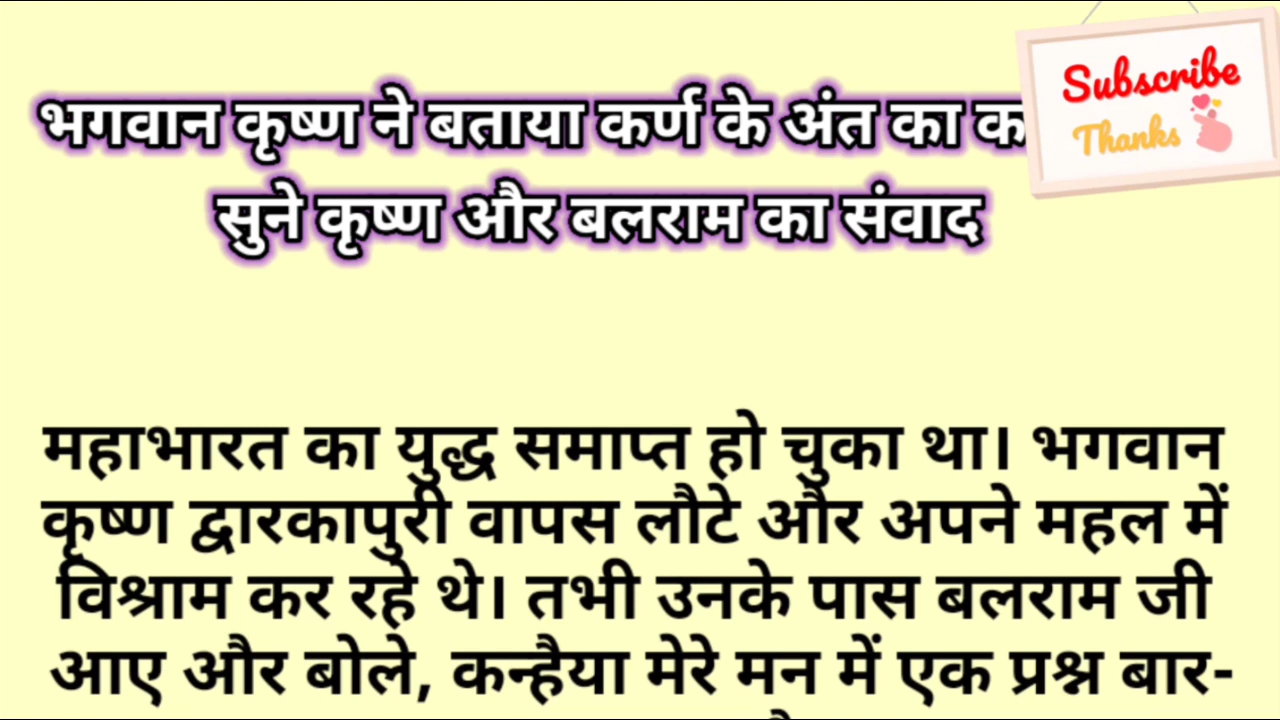 भगवान कृष्ण ने बताया कर्ण के अंत का
सुने कृष्ण और बलराम का संवाद
Subscribe
Thanks
महाभारत का युद्ध समाप्त हो चुका था। भगवान
कृष्ण द्वारकापुरी वापस लौटे और अपने महल में
विश्राम कर रहे थे। तभी उनके पास बलराम जी
आए और बोले, कन्हैया मेरे मन में एक प्रश्न बार-